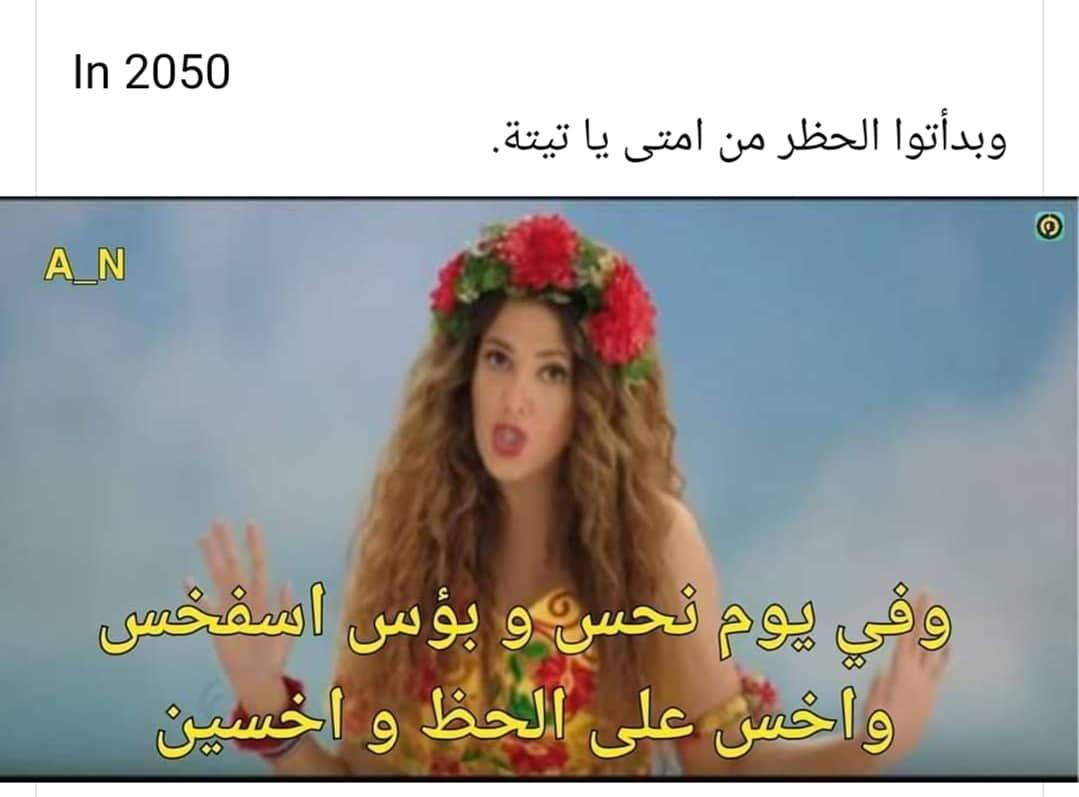 In 2050
وبدأتوا الحظر من امتى يا تيتة.
A_N
وفي يوم نحس و بؤس اسفخس
واخس على الحظ و اخسين